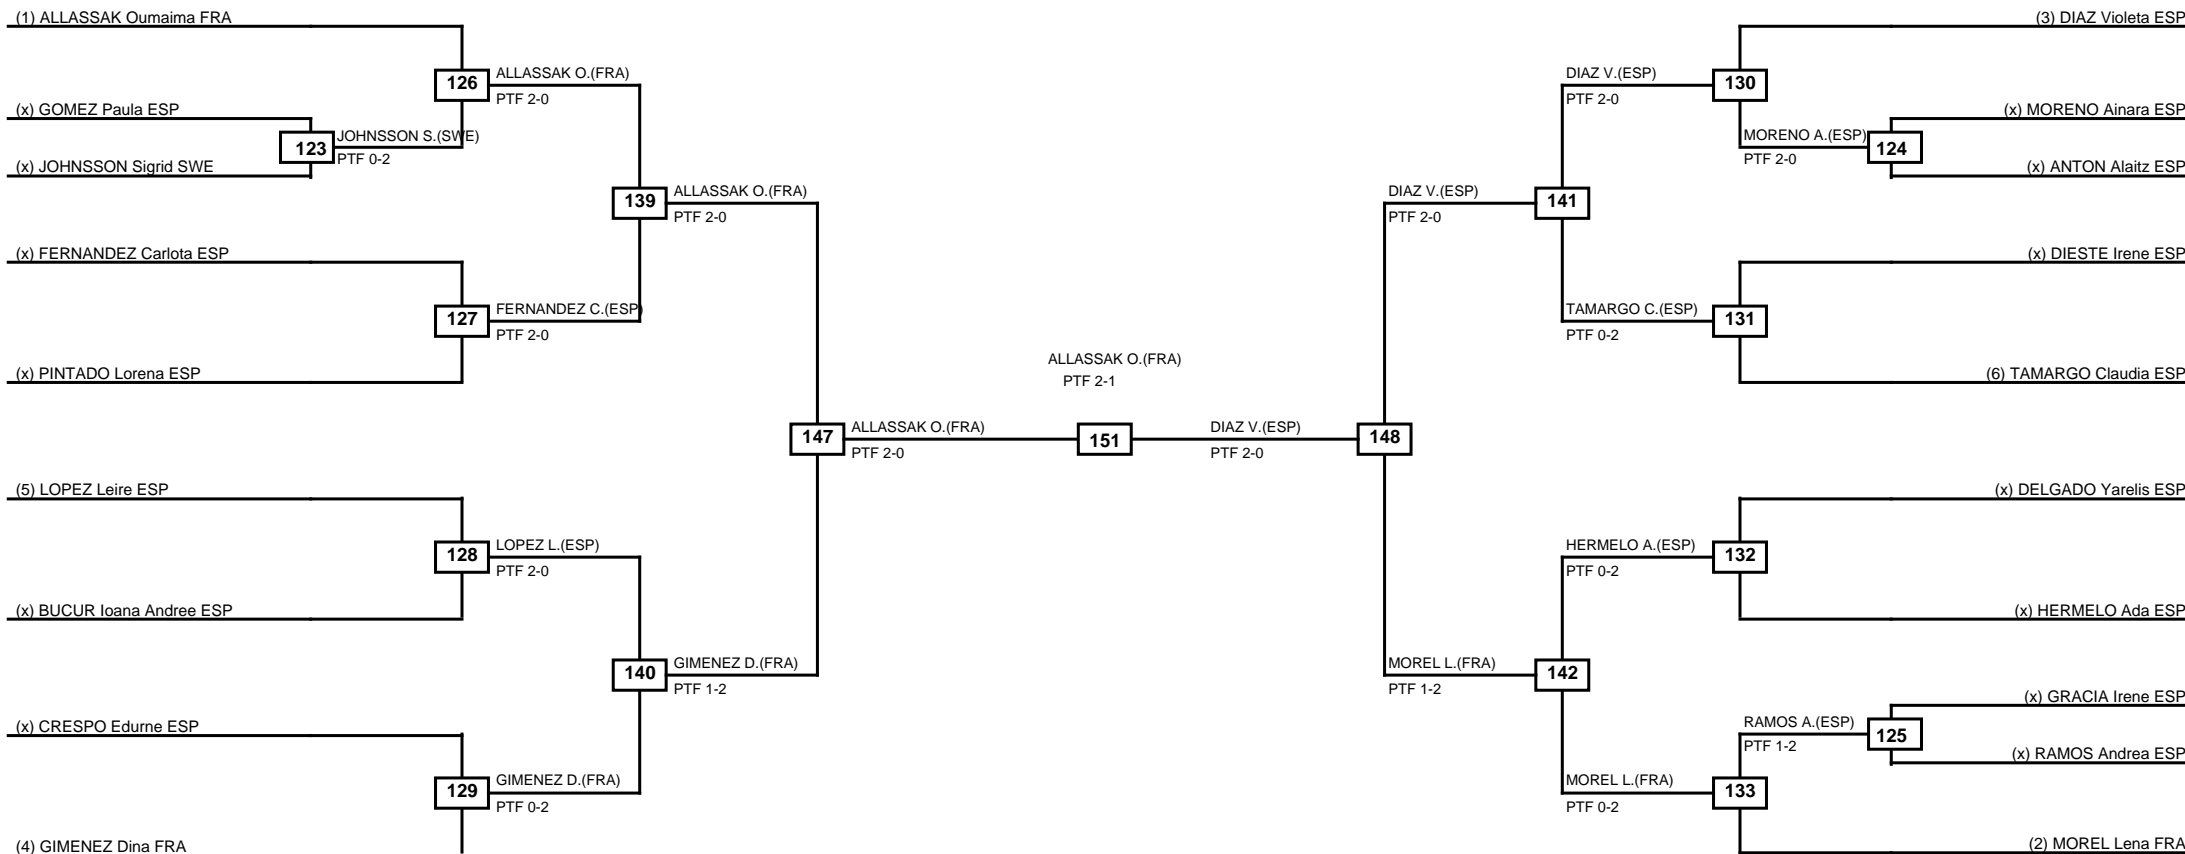 (1) ALLASSAK Oumaima FRA
(3) DIAZ Violeta ESP
126
ALLASSAK O.(FRA)
PTF 2-0
DIAZ V.(ESP)
PTF 2-0
130
(x) GOMEZ Paula ESP
(x) MORENO Ainara ESP
123
JOHNSSON S.(SWE)
PTF 0-2
MORENO A.(ESP)
PTF 2-0
124
(x) JOHNSSON Sigrid SWE
(x) ANTON Alaitz ESP
139
ALLASSAK O.(FRA)
PTF 2-0
DIAZ V.(ESP)
PTF 2-0
141
(x) FERNANDEZ Carlota ESP
(x) DIESTE Irene ESP
127
FERNANDEZ C.(ESP)
PTF 2-0
TAMARGO C.(ESP)
PTF 0-2
131
(x) PINTADO Lorena ESP
(6) TAMARGO Claudia ESP
ALLASSAK O.(FRA)
PTF 2-1
147
ALLASSAK O.(FRA)
PTF 2-0
151
DIAZ V.(ESP)
PTF 2-0
148
(5) LOPEZ Leire ESP
(x) DELGADO Yarelis ESP
128
LOPEZ L.(ESP)
PTF 2-0
HERMELO A.(ESP)
PTF 0-2
132
(x) BUCUR Ioana Andree ESP
(x) HERMELO Ada ESP
140
GIMENEZ D.(FRA)
PTF 1-2
MOREL L.(FRA)
PTF 1-2
142
(x) GRACIA Irene ESP
(x) CRESPO Edurne ESP
RAMOS A.(ESP)
PTF 1-2
125
(x) RAMOS Andrea ESP
129
GIMENEZ D.(FRA)
PTF 0-2
MOREL L.(FRA)
PTF 0-2
133
(4) GIMENEZ Dina FRA
(2) MOREL Lena FRA